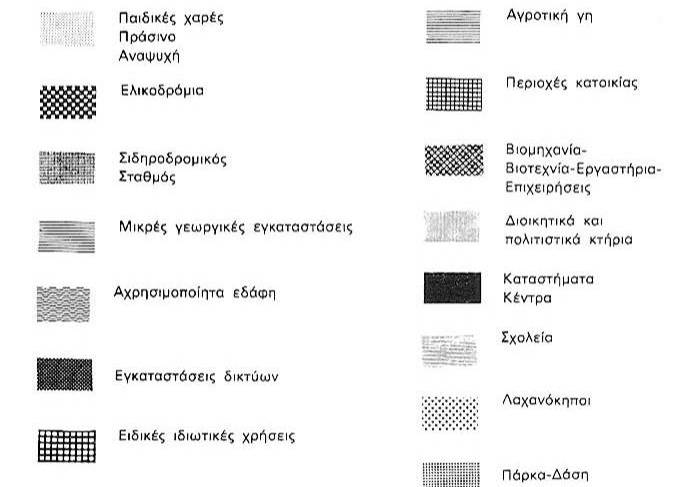 Παιδικές χαρές
Πράσινο
Αναψυχή
Ελικοδρόμια
Σιδηροδρομικός
Σταθμός
Μικρές γεωργικές εγκαταστάσεις
Αχρησιμοποίητα εδάφη
Εγκαταστάσεις δικτύων
Ειδικές ιδιωτικές χρήσεις
Αγροτική γη
Περιοχές κατοικίας
Βιομηχανία-
Βιοτεχνία-Εργαστήρια-
Επιχειρήσεις
Διοικητικά και
πολιτιστικά κτήρια
Καταστήματα
Κέντρα
Σχολεία
Λαχανόκηποι
Πάρκα-Δάση